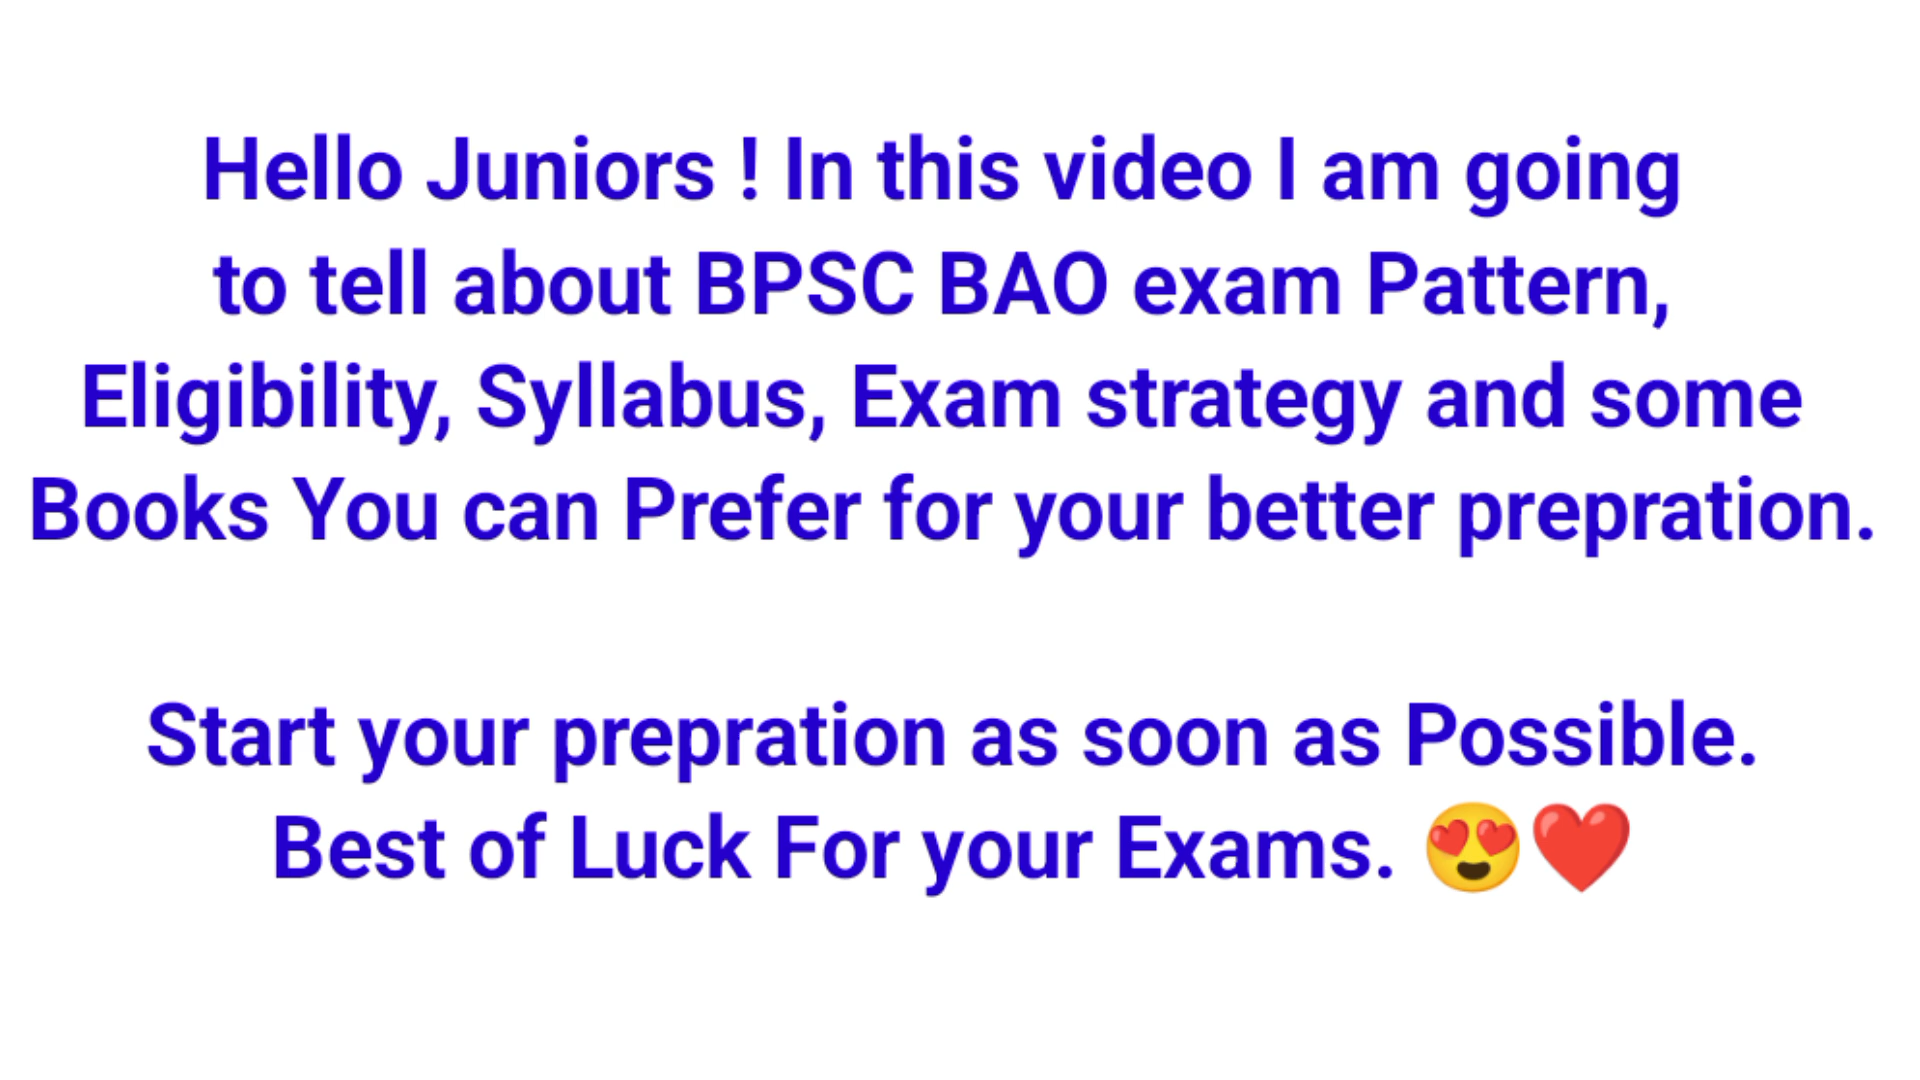 Hello Juniors ! In this video I am going
to tell about BPSC BAO exam Pattern,
Eligibility, Syllabus, Exam strategy and some
Books You can Prefer for your better prepration.
Start your prepration as soon as Possible.
Best of Luck For your Exams. 😍❤️